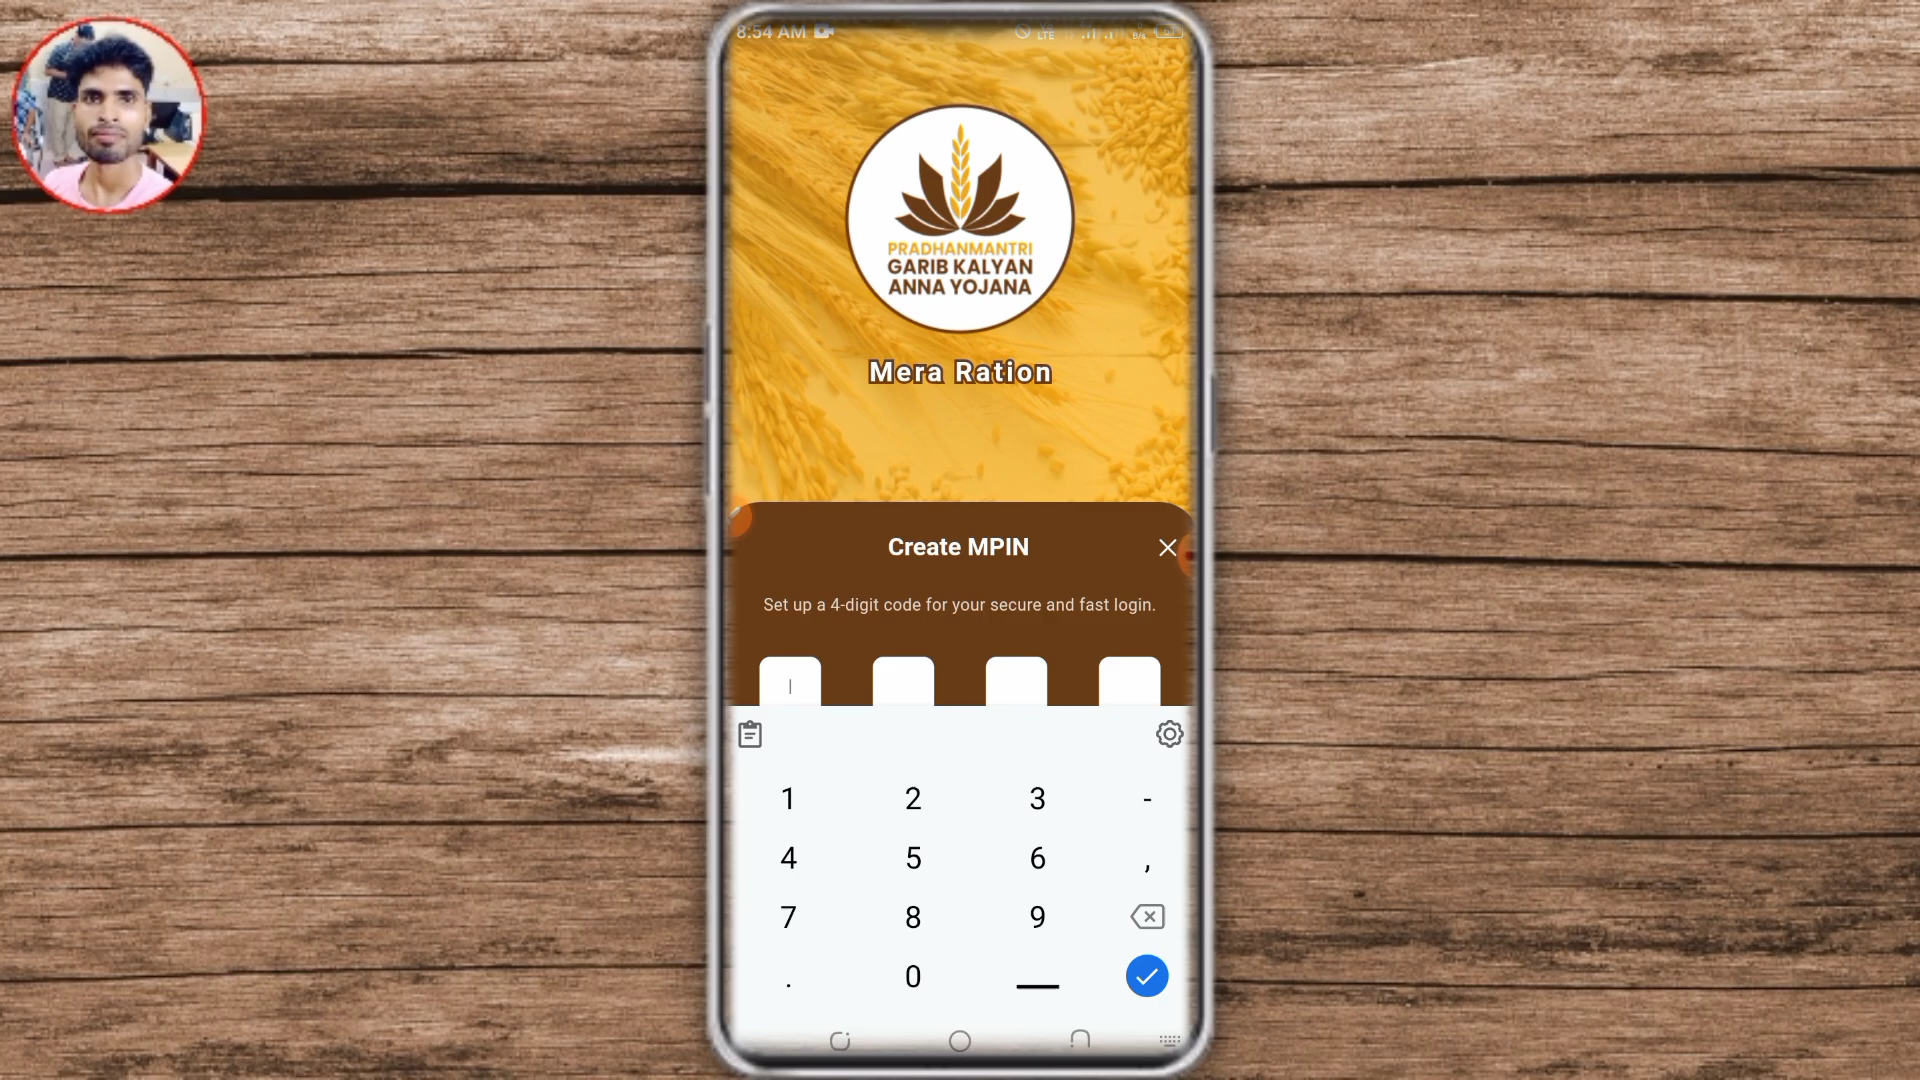 8:54 AM
LTE
B/s
PRADHANMANTRI
GARIB KALYAN
ANNA YOJANA
Mera Ration
Create MPIN
Set up a 4-digit code for your secure and fast login.
1 2 3 -
4 5 6 ,
7 8 9
. 0